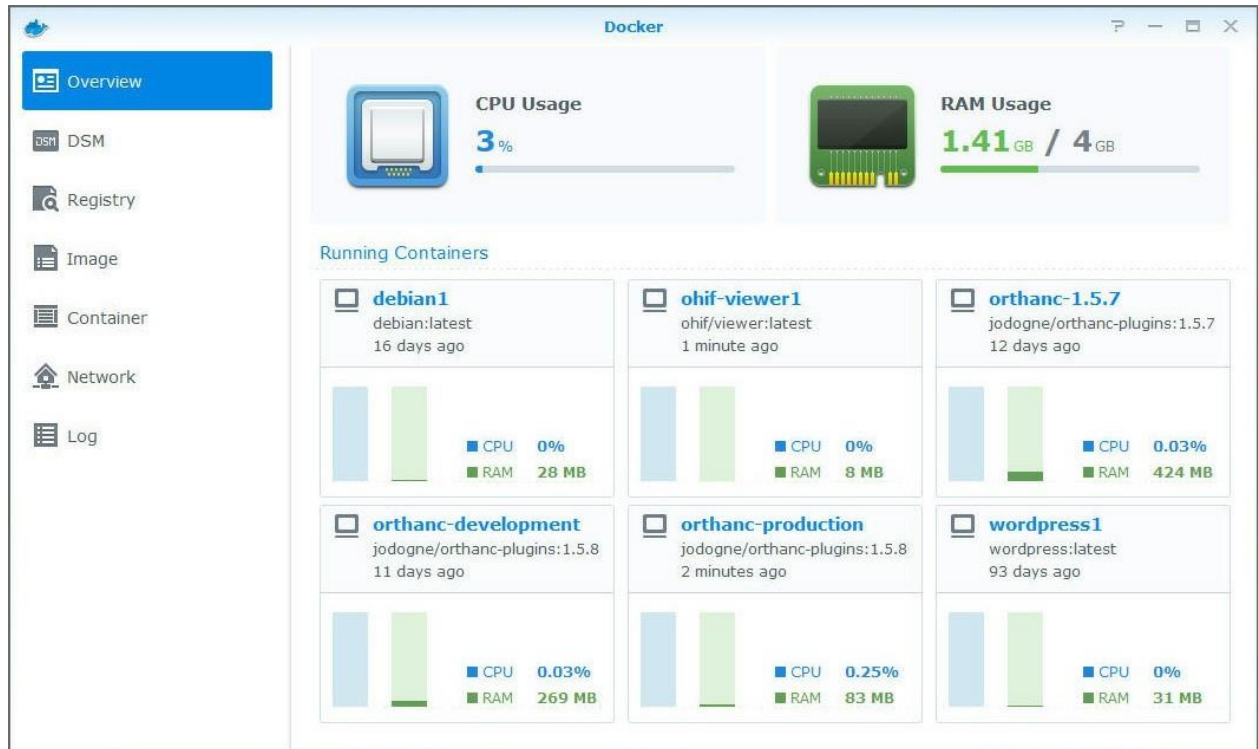 Docker
Overview
DSM DSM
Registry
Image
Container
Network
Log
CPU Usage
3 %
RAM Usage
1.41 GB / 4 GB
Running Containers
debian1
debian:latest
16 days ago
CPU 0%
RAM 28 MB
ohif-viewer1
ohif/viewer:latest
1 minute ago
CPU 0%
RAM 8 MB
orthanc-1.5.7
jodogne/orthanc-plugins:1.5.7
12 days ago
CPU 0.03%
RAM 424 MB
orthanc-development
jodogne/orthanc-plugins:1.5.8
11 days ago
CPU 0.03%
RAM 269 MB
orthanc-production
jodogne/orthanc-plugins:1.5.8
2 minutes ago
CPU 0.25%
RAM 83 MB
wordpress1
wordpress:latest
93 days ago
CPU 0%
RAM 31 MB